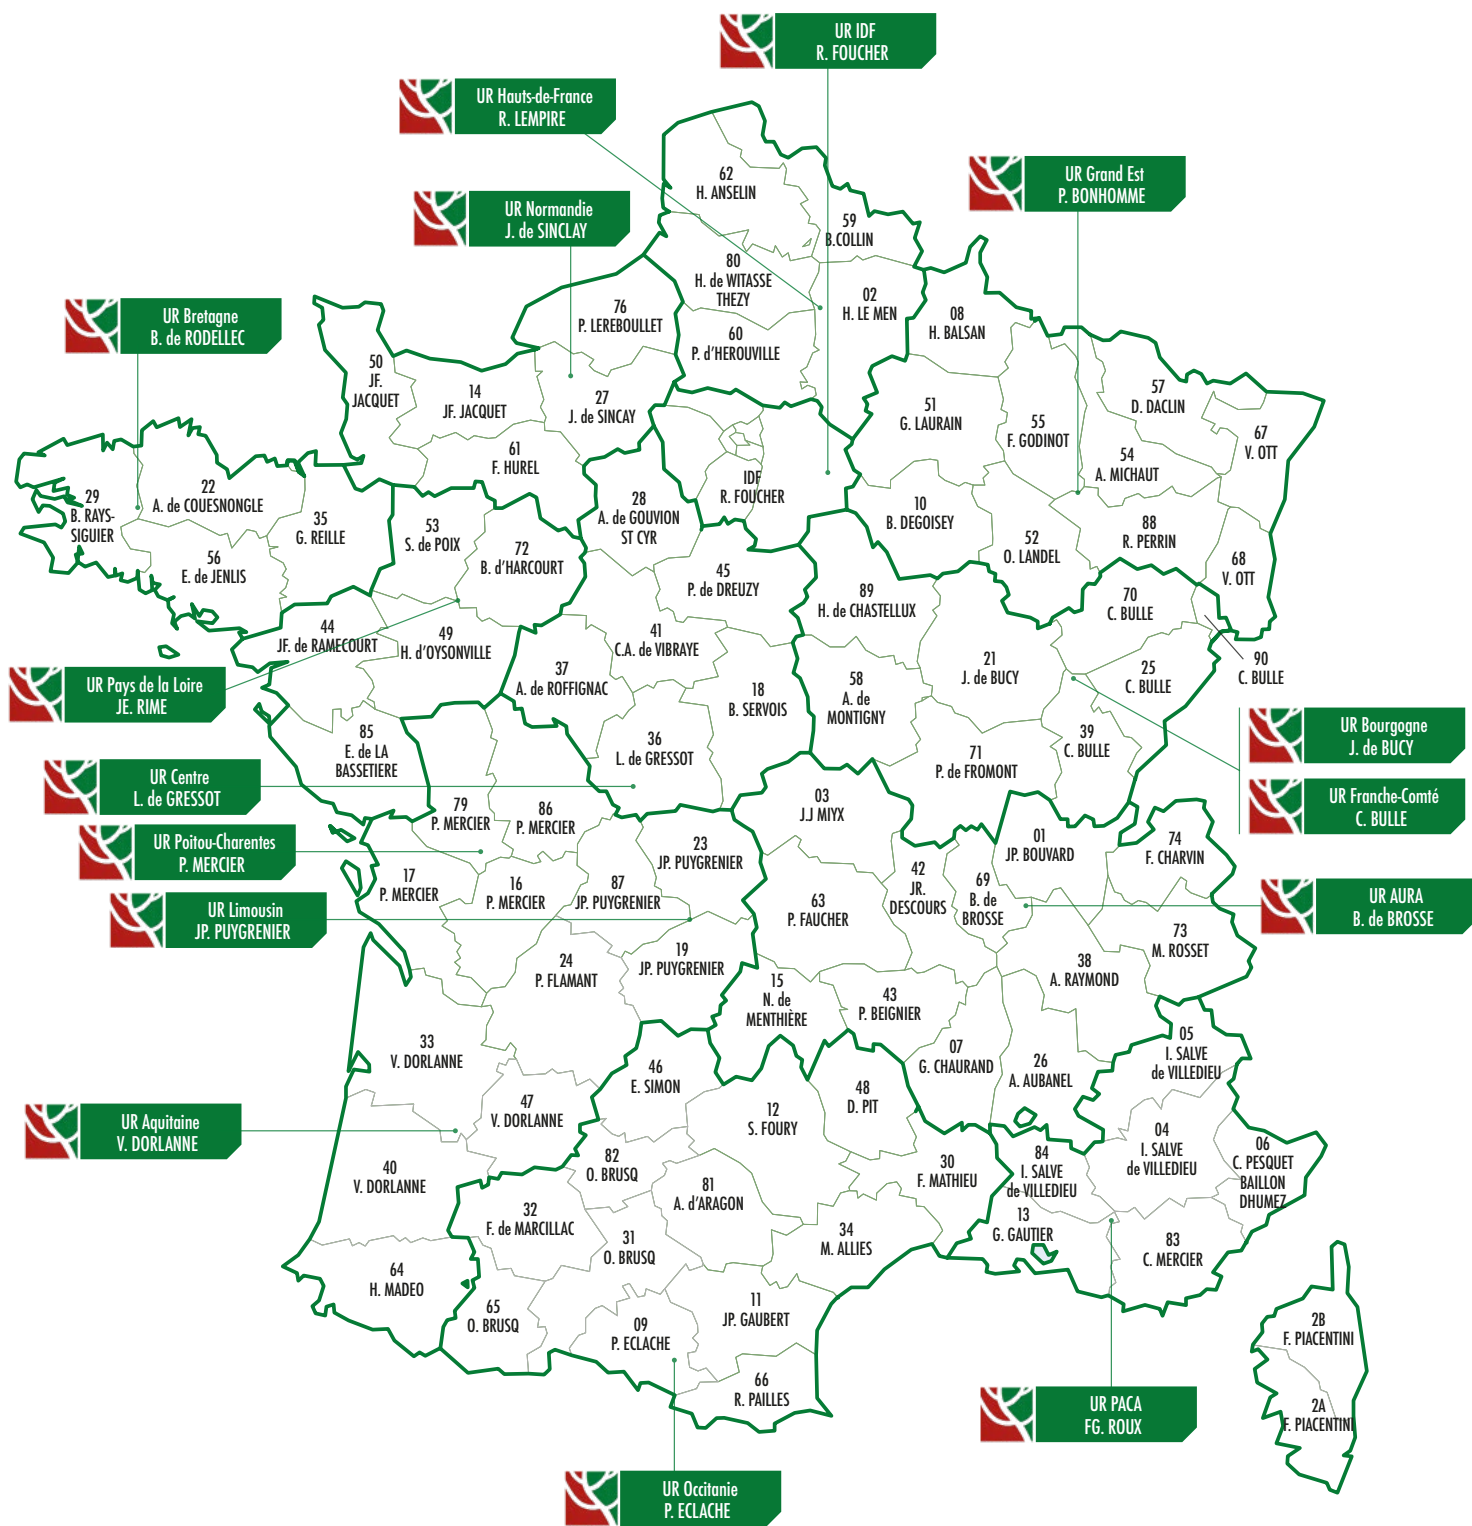 UR IDF
R. FOUCHER
UR Hauts-de-France
R. LEMPIRE
UR Grand Est
P. BONHOMME
UR Normandie
J. de SINCLAY
UR Bretagne
B. de RODELLEC
62
H. ANSELIN
59
B.COLLIN
80
H. de WITASSE
THEZY
02
H. LE MEN
76
P. LEREBOULLET
60
P. d'HEROUVILLE
08
H. BALSAN
50
JF.
JACQUET
14
JF. JACQUET
27
J. de SINCAY
61
F. HUREL
51
G. LAURAIN
55
F. GODINOT
57
D. DACLIN
67
V. OTT
54
A. MICHAUT
IDF
R. FOUCHER
29
B. RAYS-
SIGUIER
22
A. de COUESNONGLE
35
G. REILLE
56
E. de JENLIS
53
S. de POIX
72
B. d'HARCOURT
28
A. de GOUVION
ST CYR
10
B. DEGOISEY
52
O. LANDEL
88
R. PERRIN
68
V. OTT
45
P. de DREUZY
89
H. de CHASTELLUX
70
C. BULLE
90
C. BULLE
44
JF. de RAMECOURT
49
H. d'OYSONVILLE
41
C.A. de VIBRAYE
37
A. de ROFFIGNAC
18
B. SERVOIS
58
A. de
MONTIGNY
21
J. de BUCY
25
C. BULLE
39
C. BULLE
UR Pays de la Loire
JE. RIME
UR Bourgogne
J. de BUCY
85
E. de LA
BASSETIERE
36
L. de GRESSOT
71
P. de FROMONT
UR Centre
L. de GRESSOT
UR Franche-Comté
C. BULLE
79
P. MERCIER
86
P. MERCIER
03
J.J MIYX
UR Poitou-Charentes
P. MERCIER
23
JP. PUYGRENIER
01
JP. BOUVARD
74
F. CHARVIN
17
P. MERCIER
16
P. MERCIER
87
JP. PUYGRENIER
42
JR.
DESCOURS
69
B. de
BROSSE
63
P. FAUCHER
UR Limousin
JP. PUYGRENIER
UR AURA
B. de BROSSE
73
M. ROSSET
24
P. FLAMANT
19
JP. PUYGRENIER
38
A. RAYMOND
15
N. de
MENTHIÈRE
43
P. BEIGNIER
33
V. DORLANNE
46
E. SIMON
07
G. CHAURAND
26
A. AUBANEL
05
I. SALVE
de VILLEDIEU
48
D. PIT
12
S. FOURY
47
V. DORLANNE
UR Aquitaine
V. DORLANNE
04
I. SALVE
de VILLEDIEU
06
C. PESQUET
BAILLON
DHUMEZ
40
V. DORLANNE
82
O. BRUSQ
81
A. d'ARAGON
30
F. MATHIEU
84
I. SALVE
de VILLEDIEU
32
F. de MARCILLAC
31
O. BRUSQ
34
M. ALLIES
13
G. GAUTIER
83
C. MERCIER
64
H. MADEO
65
O. BRUSQ
09
P. ECLACHE
11
JP. GAUBERT
66
R. PAILLES
2B
F. PIACENTINI
2A
F. PIACENTINI
UR PACA
FG. ROUX
UR Occitanie
P. ECLACHE